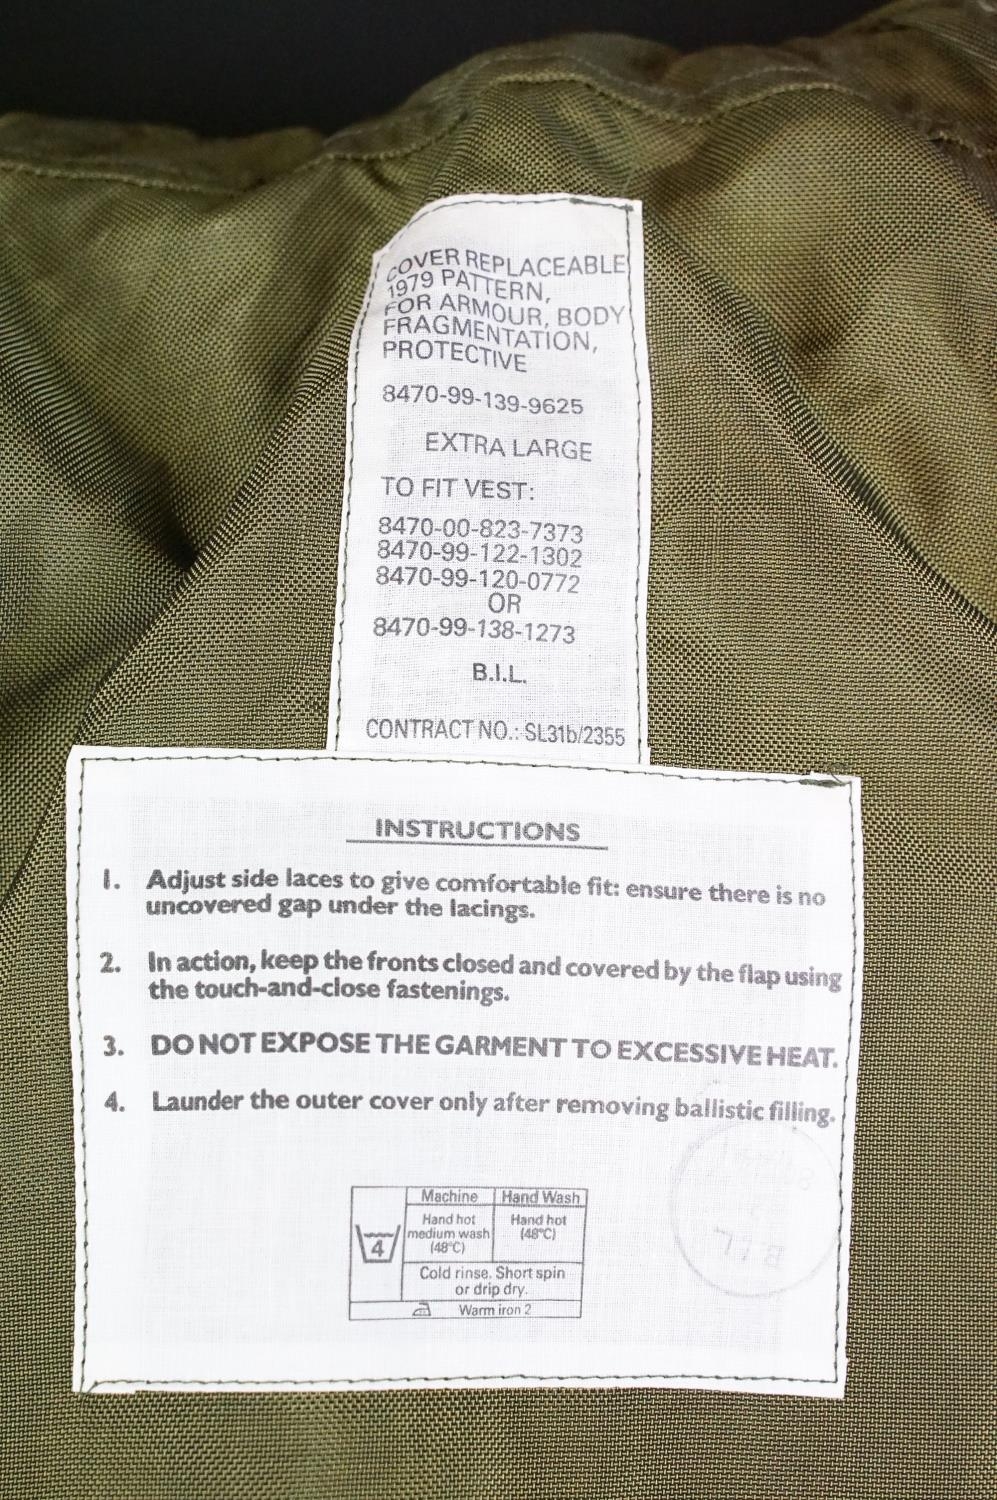 COVER REPLACEABLE
1979 PATTERN,
FOR ARMOUR, BODY
FRAGMENTATION,
PROTECTIVE
8470-99-139-9625
EXTRA LARGE
TO FIT VEST:
8470-00-823-7373
8470-99-122-1302
8470-99-120-0772
OR
8470-99-138-1273
B.I.L.
CONTRACT NO.: SL31b/2355
INSTRUCTIONS
1. Adjust side laces to give comfortable fit: ensure there is no
uncovered gap under the lacings.
2. In action, keep the fronts closed and covered by the flap using
the touch-and-close fastenings.
3. DO NOT EXPOSE THE GARMENT TO EXCESSIVE HEAT.
4. Launder the outer cover only after removing ballistic filling.
Machine Hand Wash
4
Hand hot Hand hot
medium wash (48°C)
(48°C)
Cold rinse. Short spin
or drip dry.
Warm iron 2
BIL